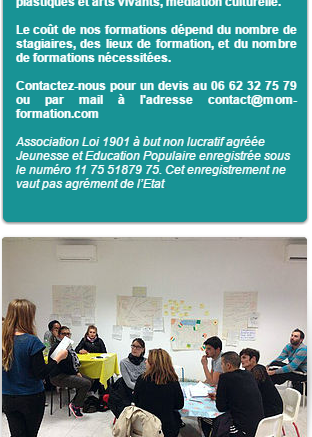 plastiques et arts vivants, médiation culturelle.
Le coût de nos formations dépend du nombre de
stagiaires, des lieux de formation, et du nombre
de formations nécessitées.
Contactez-nous pour un devis au 06 62 32 75 79
ou par mail à l'adresse contact@mom-
formation.com
Association Loi 1901 à but non lucratif agréée
Jeunesse et Education Populaire enregistrée sous
le numéro 11 75 51879 75. Cet enregistrement ne
vaut pas agrément de l'Etat